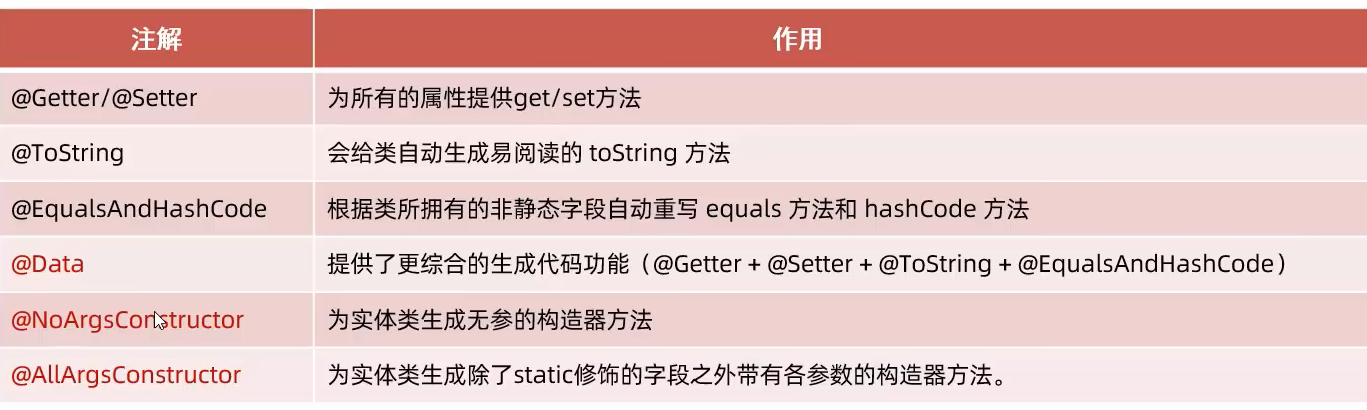 注解 作用
@Getter/@Setter 为所有的属性提供get/set方法
@ToString 会给类自动生成易阅读的 toString 方法
@EqualsAndHashCode 根据类所拥有的非静态字段自动重写 equals 方法和 hashCode 方法
@Data 提供了更综合的生成代码功能（@Getter + @Setter + @ToString + @EqualsAndHashCode）
@NoArgsConstructor 为实体类生成无参的构造器方法
@AllArgsConstructor 为实体类生成除了static修饰的字段之外带有各参数的构造器方法。